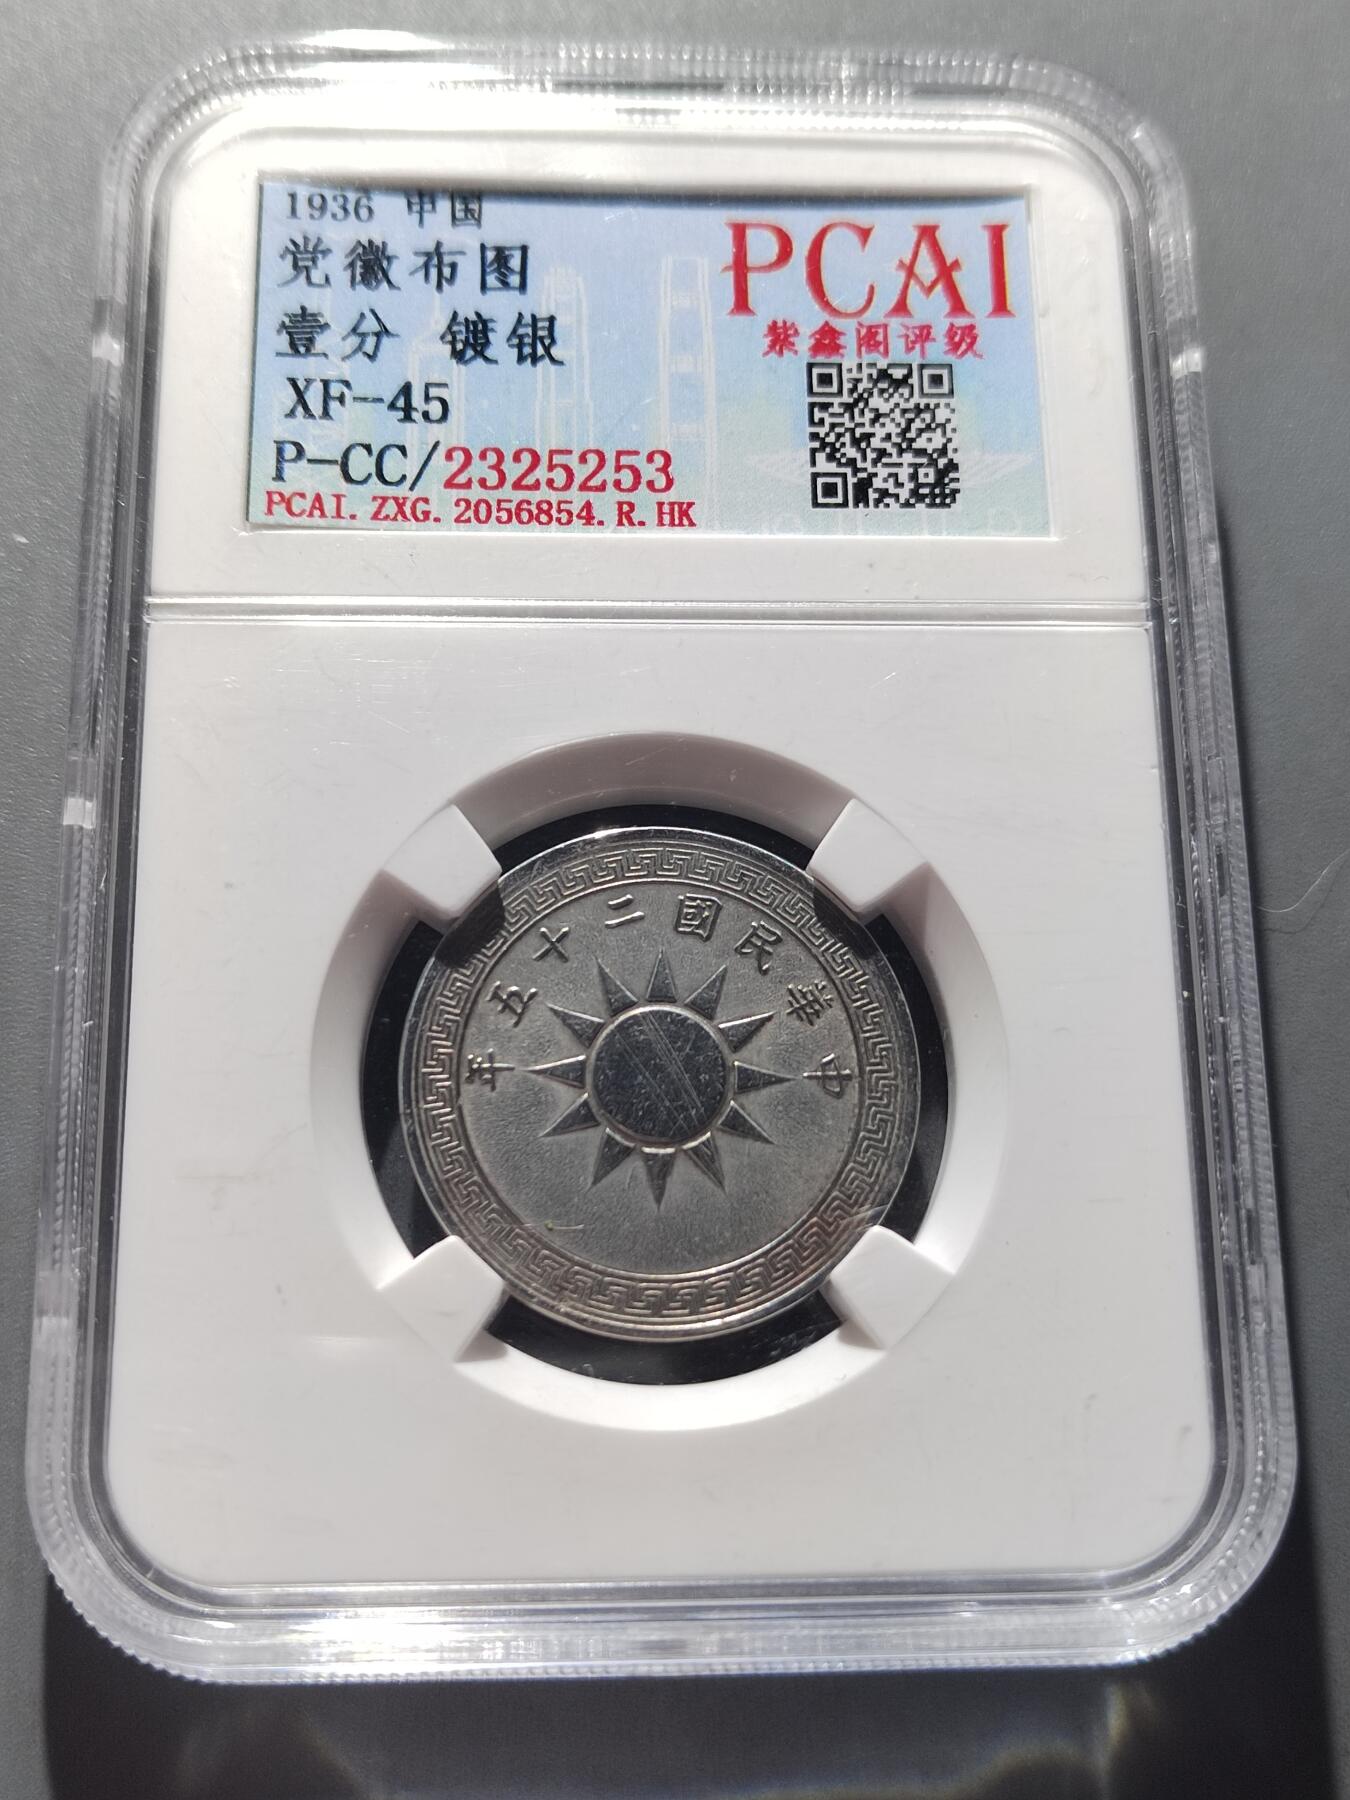 1936 中国
党徽布图
壹分 镀银
XF-45
P-CC/2325253
PCAI. ZXG. 2056854. R. HK
PCAI
紫鑫阁评级
中華民國二十五年